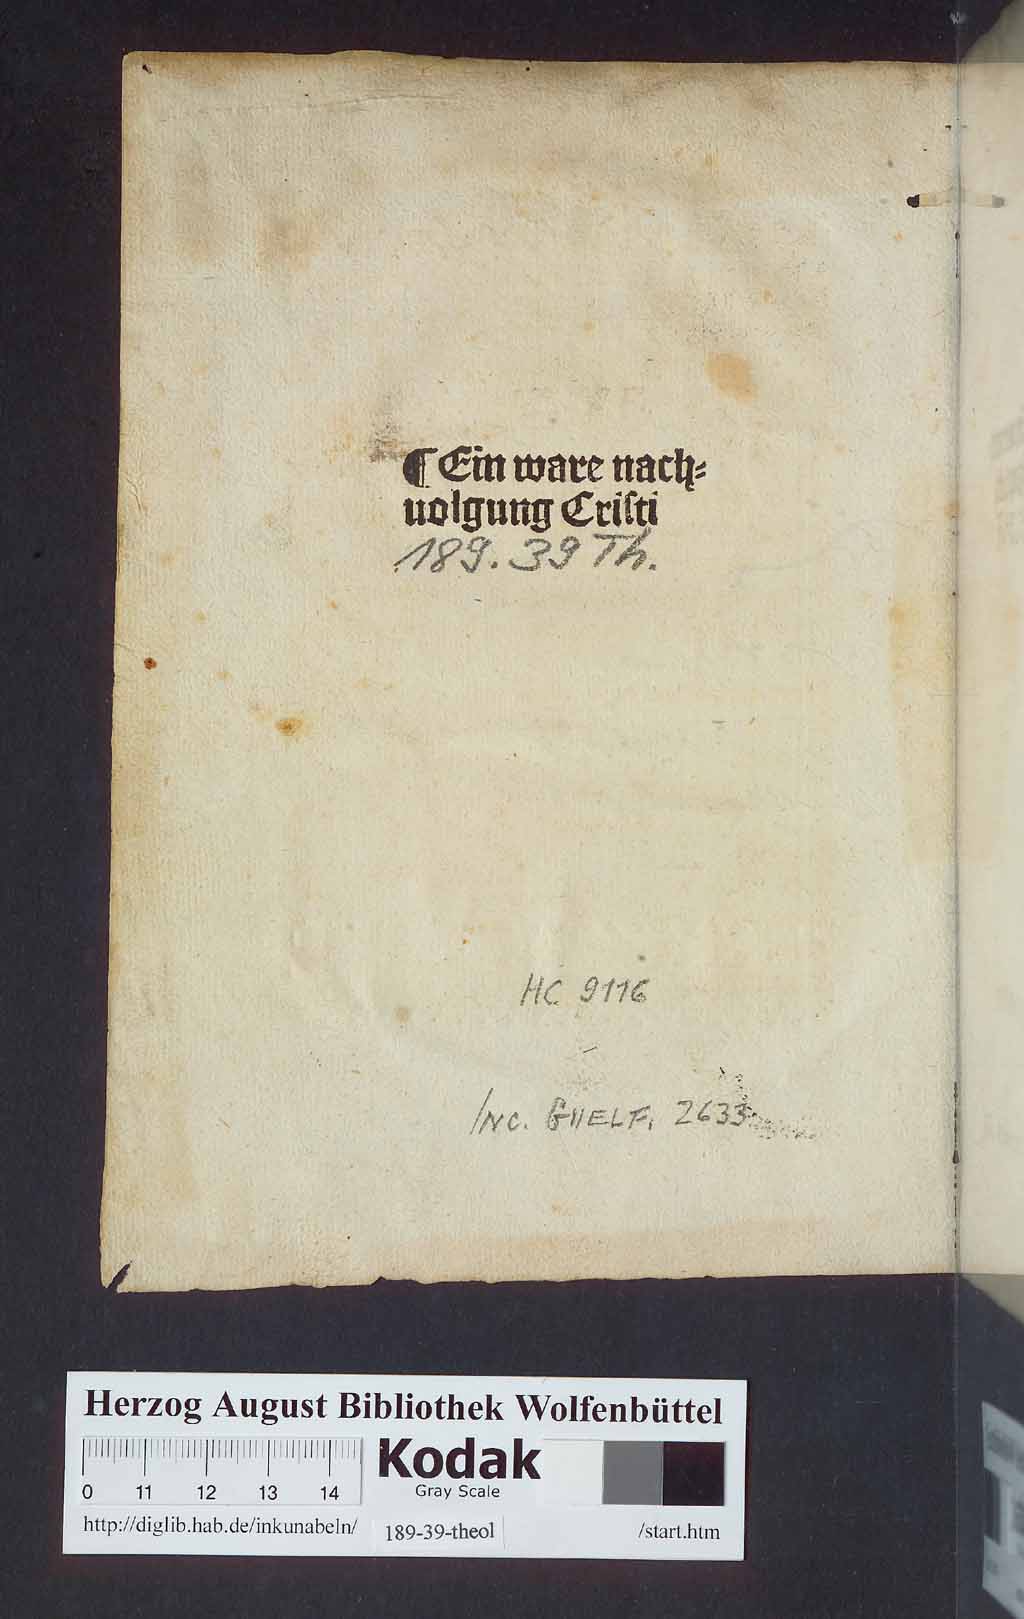 ¶ Ein ware nach⸗
uolgung Criſti
189. 39 Th.
HC 9116
Inc. Guelf. 2633
Herzog August Bibliothek Wolfenbüttel
Kodak
Gray Scale
0 11 12 13 14
http://diglib.hab.de/inkunabeln/ 189-39-theol /start.htm